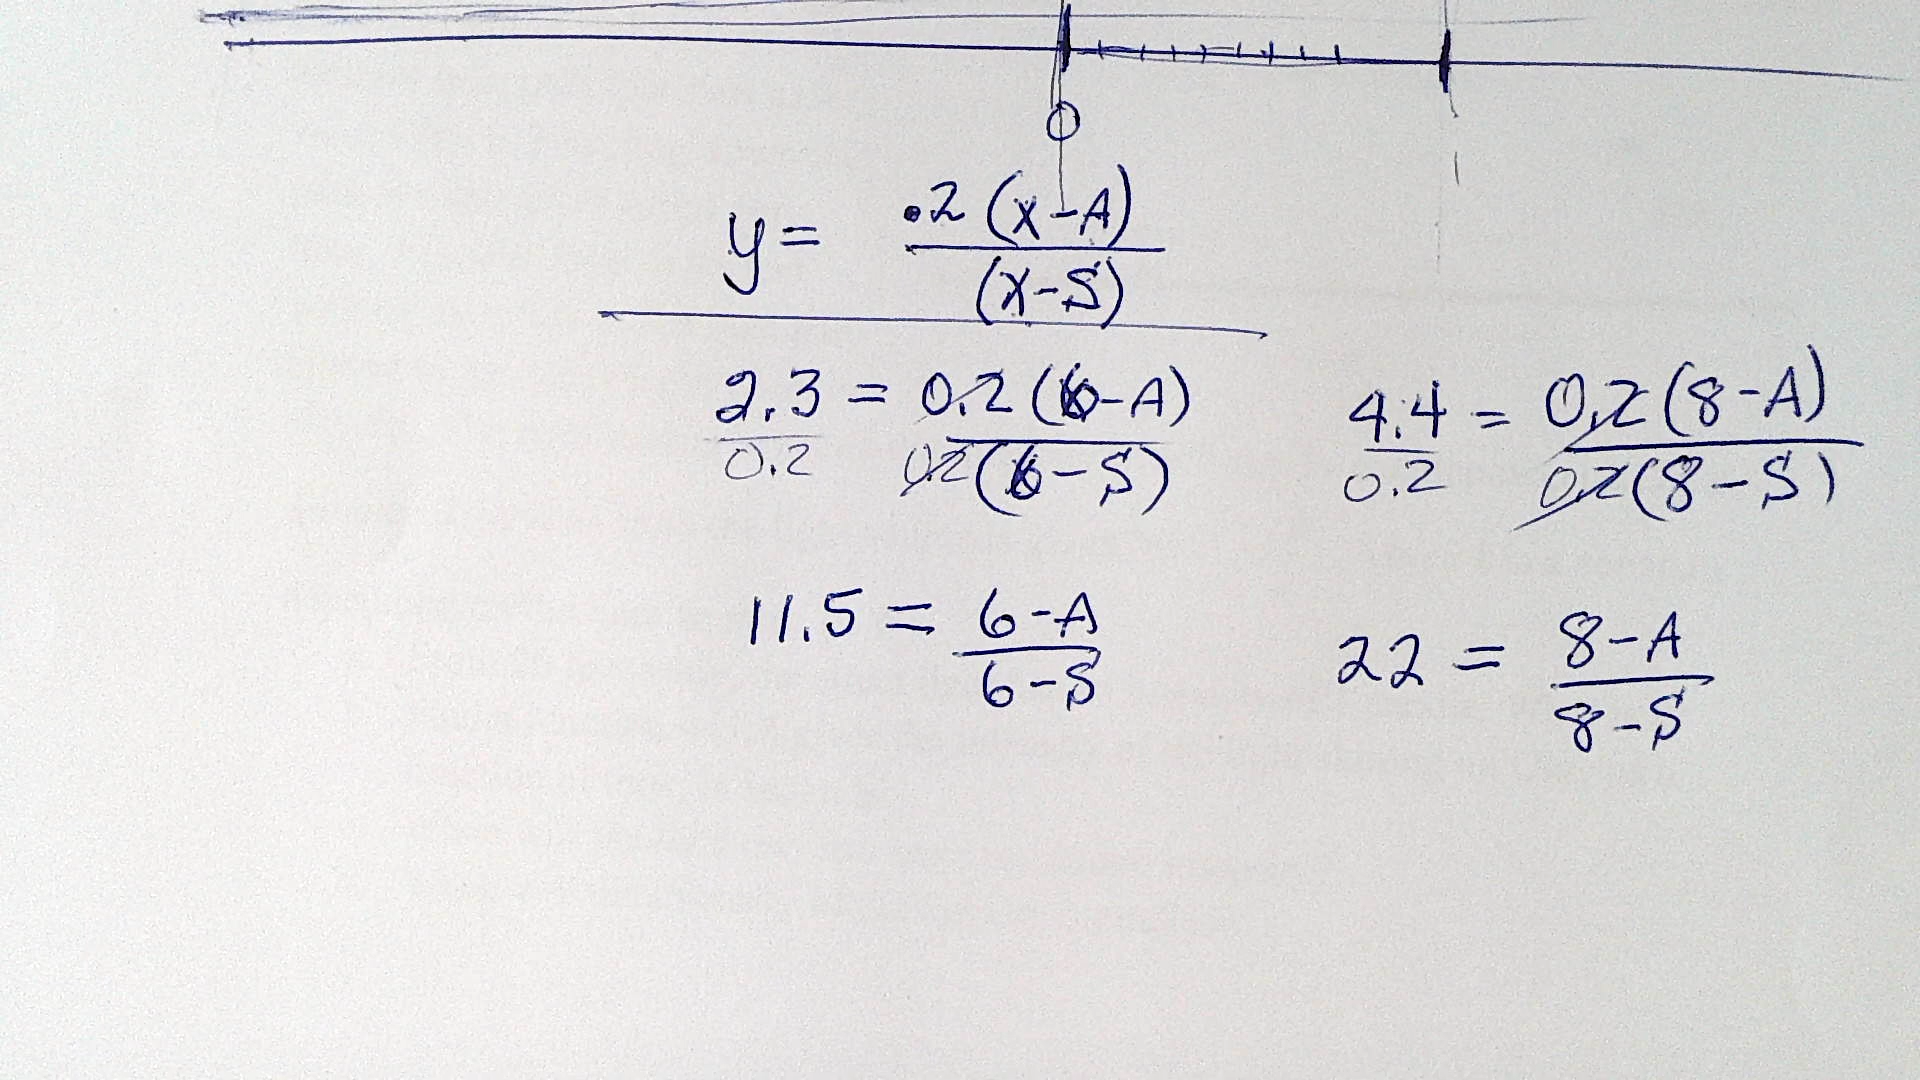 0
y = .2 (x-A) / (x-S)
2.3 / 0.2 = 0.2 (6-A) / 0.2 (6-S)
4.4 / 0.2 = 0.2 (8-A) / 0.2 (8-S)
11.5 = 6-A / 6-S
22 = 8-A / 8-S